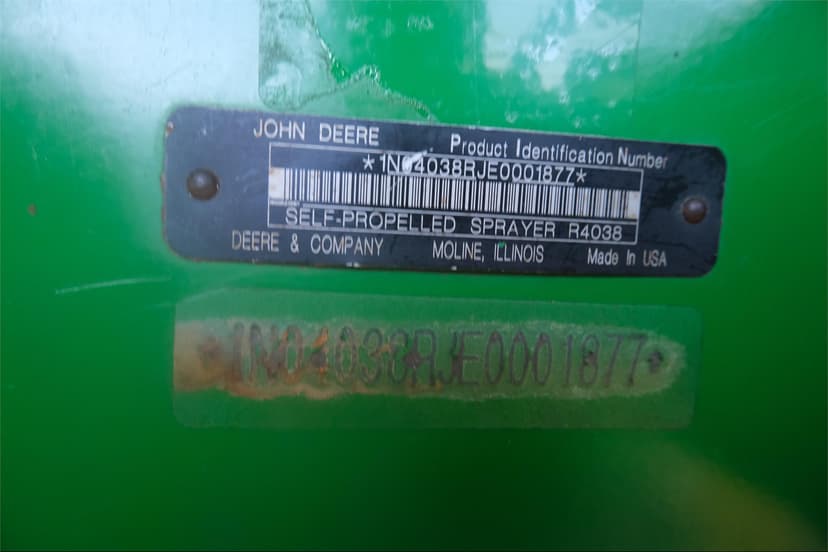 JOHN DEERE Product Identification Number
*1N04038RJE0001877*
SELF-PROPELLED SPRAYER R4038
DEERE & COMPANY MOLINE, ILLINOIS Made In USA
*1N04038RJE0001877*